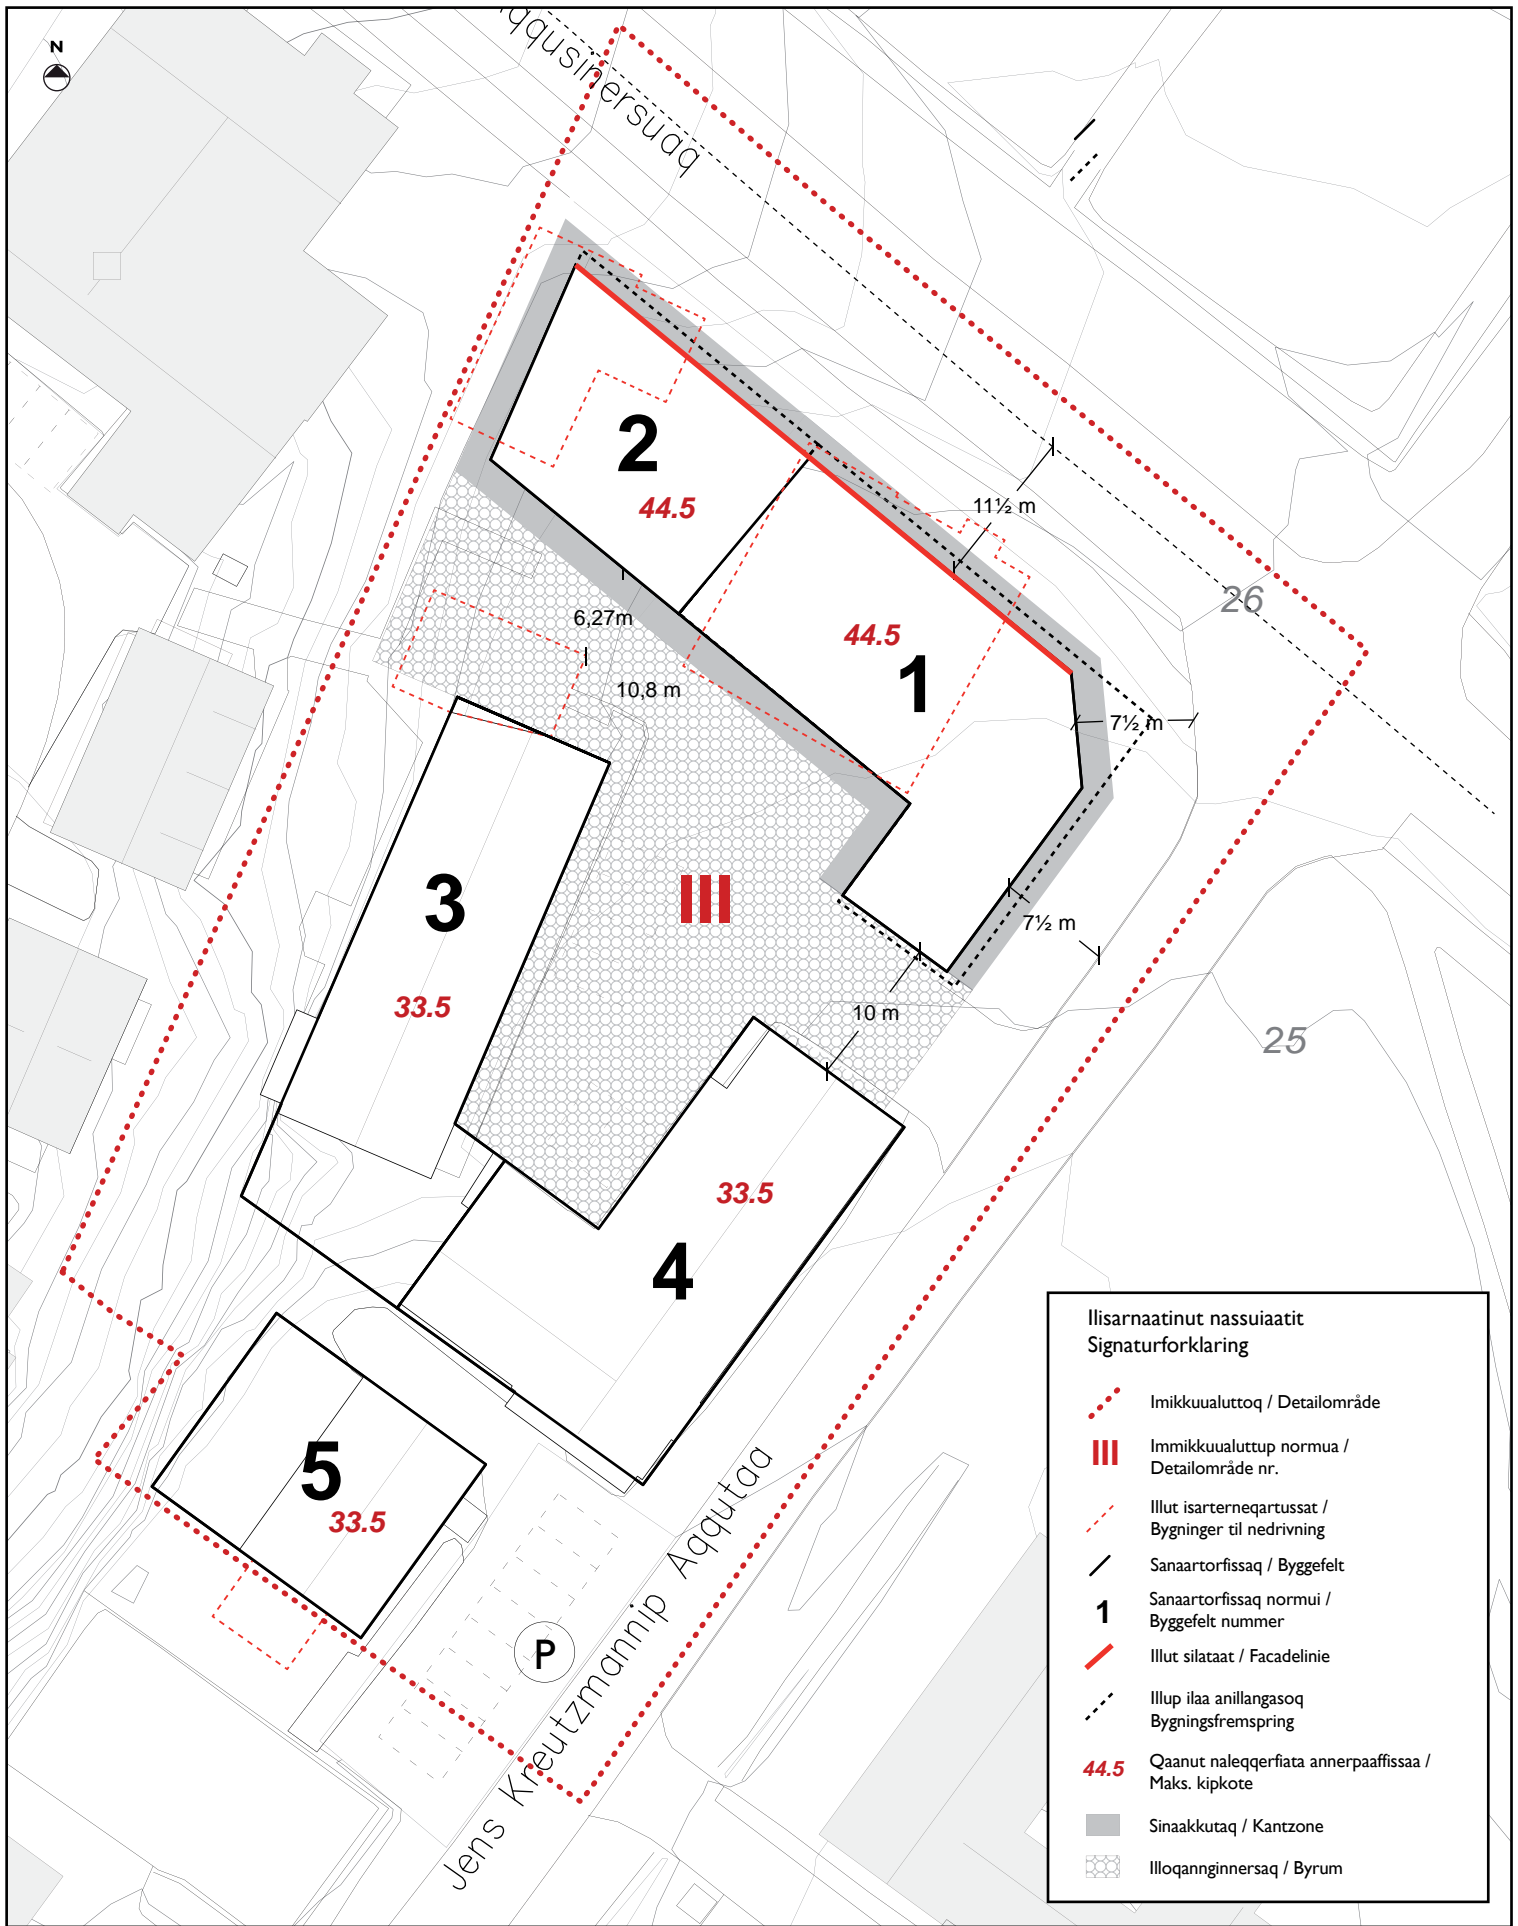 N
aqqusinersuaq
2
44.5
11½ m
26
6,27m
44.5
1
10,8 m
7½ m
3
III
7½ m
33.5
10 m
25
33.5
4
5
33.5
P
Jens Kreutzmannip Aqqutaa
Ilisarnaatinut nassuiaatit
Signaturforklaring
Imikkuualuttoq / Detailområde
III
Immikkuualuttup normua /
Detailområde nr.
Illut isarterneqartussat /
Bygninger til nedrivning
Sanaartorfissaq / Byggefelt
1
Sanaartorfissaq normui /
Byggefelt nummer
Illut silataat / Facadelinie
Illup ilaa anillangasoq
Bygningsfremspring
44.5
Qaanut naleqqerfiata annerpaaffissaa /
Maks. kipkote
Sinaakkutaq / Kantzone
Illoqannginnersaq / Byrum